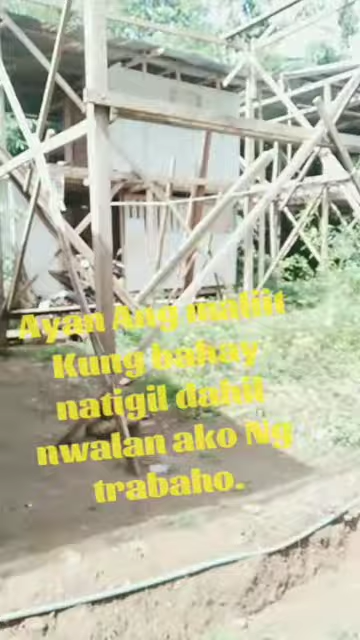 Ayan Ang maliit
Kung bahay
natigil dahil
nwalan ako Ng
trabaho.